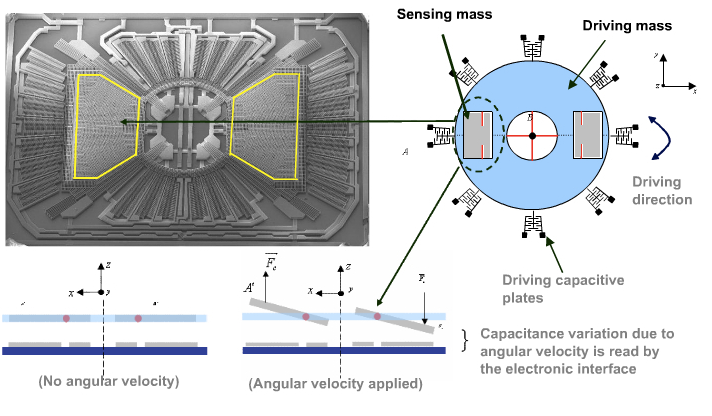 Sensing mass
Driving mass
y
z
x
B
A
Driving
direction
Driving capacitive
plates
z
x
y
F_c
A'
z
x
y
F
Capacitance variation due to
angular velocity is read by
the electronic interface
(No angular velocity)
(Angular velocity applied)